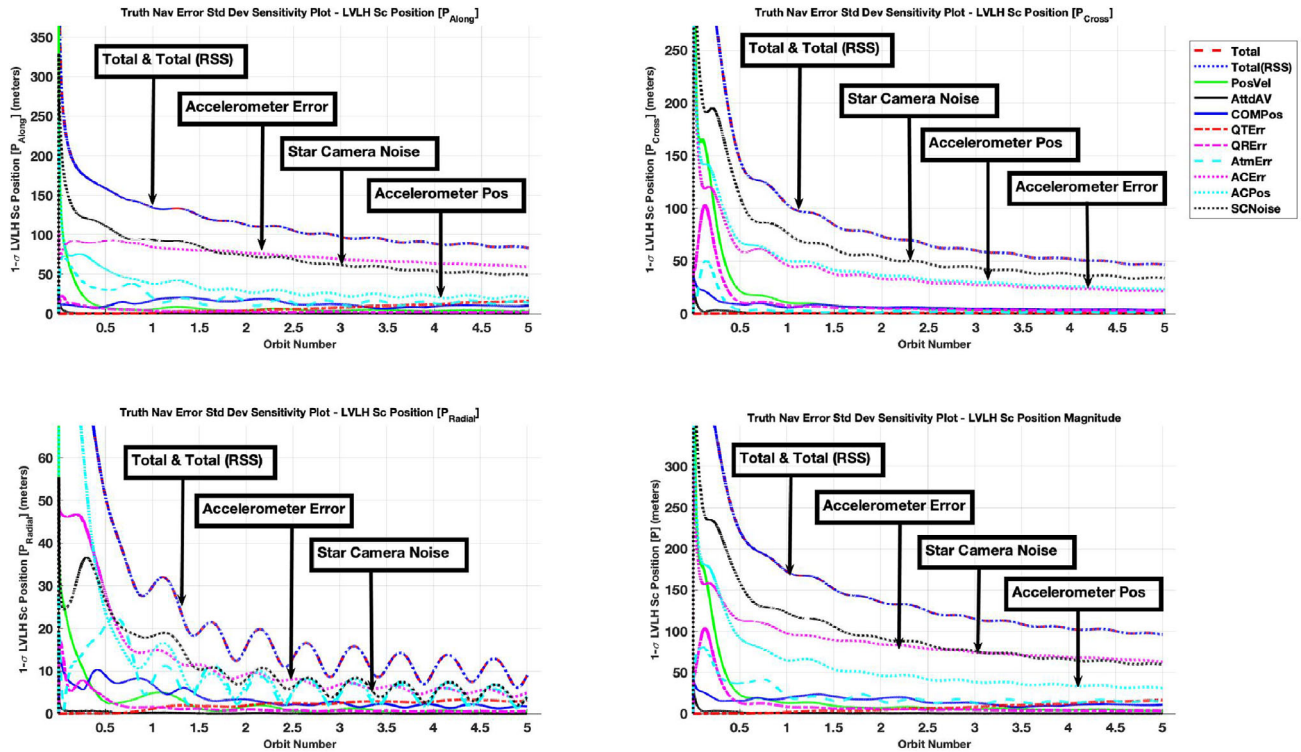 Truth Nav Error Std Dev Sensitivity Plot - LVLH Sc Position [P_Along]
350
300
250
200
150
100
50
0
1-σ LVLH Sc Position [P_Along] (meters)
Total & Total (RSS)
Accelerometer Error
Star Camera Noise
Accelerometer Pos
0.5 1 1.5 2 2.5 3 3.5 4 4.5 5
Orbit Number
Truth Nav Error Std Dev Sensitivity Plot - LVLH Sc Position [P_Cross]
250
200
150
100
50
0
1-σ LVLH Sc Position [P_Cross] (meters)
Total & Total (RSS)
Star Camera Noise
Accelerometer Pos
Accelerometer Error
0.5 1 1.5 2 2.5 3 3.5 4 4.5 5
Orbit Number
Total
Total(RSS)
PosVel
AttdAV
COMPos
QTErr
QRErr
AtmErr
ACErr
ACPos
SCNoise
Truth Nav Error Std Dev Sensitivity Plot - LVLH Sc Position [P_Radial]
60
50
40
30
20
10
0
1-σ LVLH Sc Position [P_Radial] (meters)
Total & Total (RSS)
Accelerometer Error
Star Camera Noise
0.5 1 1.5 2 2.5 3 3.5 4 4.5 5
Orbit Number
Truth Nav Error Std Dev Sensitivity Plot - LVLH Sc Position Magnitude
300
250
200
150
100
50
0
1-σ LVLH Sc Position [P] (meters)
Total & Total (RSS)
Accelerometer Error
Star Camera Noise
Accelerometer Pos
0.5 1 1.5 2 2.5 3 3.5 4 4.5 5
Orbit Number